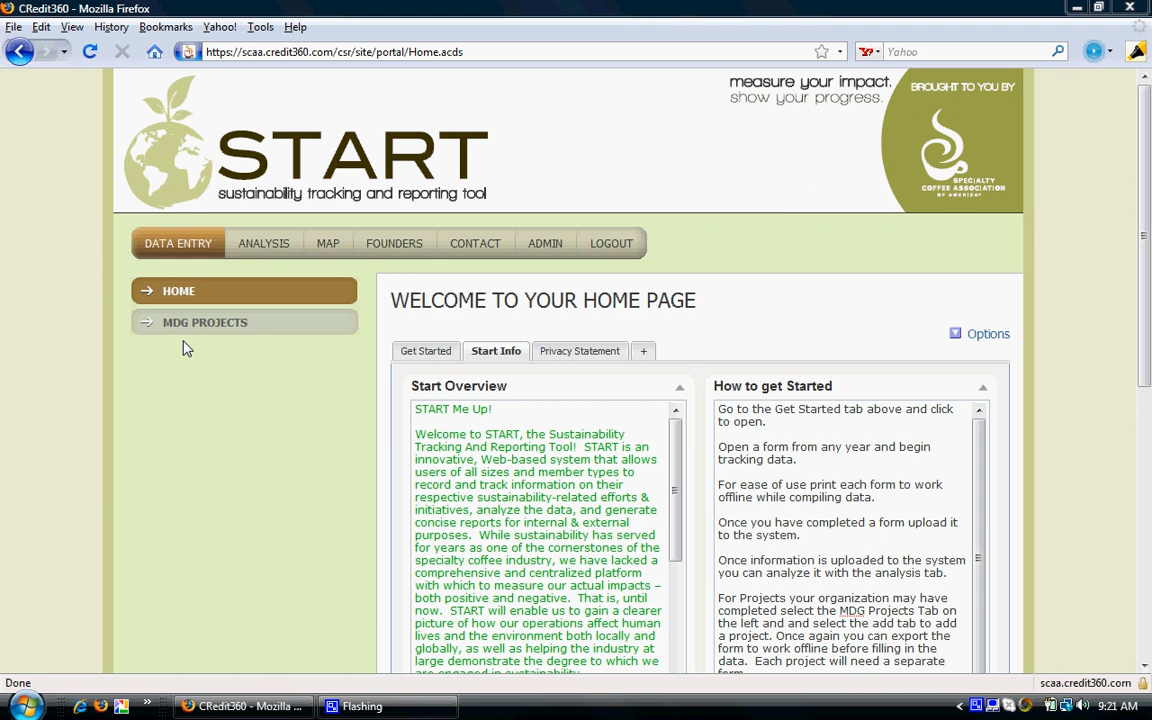 CRedit360 - Mozilla Firefox
File Edit View History Bookmarks Yahoo! Tools Help
https://scaa.credit360.com/csr/site/portal/Home.acds
Yahoo
measure your impact.
show your progress.
BROUGHT TO YOU BY
SPECIALTY
COFFEE ASSOCIATION
OF AMERICA
START
sustainability tracking and reporting tool
DATA ENTRY ANALYSIS MAP FOUNDERS CONTACT ADMIN LOGOUT
HOME
MDG PROJECTS
WELCOME TO YOUR HOME PAGE
Options
Get Started Start Info Privacy Statement +
Start Overview
START Me Up!
Welcome to START, the Sustainability
Tracking And Reporting Tool! START is an
innovative, Web-based system that allows
users of all sizes and member types to
record and track information on their
respective sustainability-related efforts &
initiatives, analyze the data, and generate
concise reports for internal & external
purposes. While sustainability has served
for years as one of the cornerstones of the
specialty coffee industry, we have lacked a
comprehensive and centralized platform
with which to measure our actual impacts –
both positive and negative. That is, until
now. START will enable us to gain a clearer
picture of how our operations affect human
lives and the environment both locally and
globally, as well as helping the industry at
large demonstrate the degree to which we
are engaged in sustainability.
How to get Started
Go to the Get Started tab above and click
to open.
Open a form from any year and begin
tracking data.
For ease of use print each form to work
offline while compiling data.
Once you have completed a form upload it
to the system.
Once information is uploaded to the system
you can analyze it with the analysis tab.
For Projects your organization may have
completed select the MDG Projects Tab on
the left and and select the add tab to add
a project. Once again you can export the
form to work offline before filling in the
data. Each project will need a separate
form.
Done
scaa.credit360.com
CRedit360 - Mozilla ...
Flashing
9:21 AM